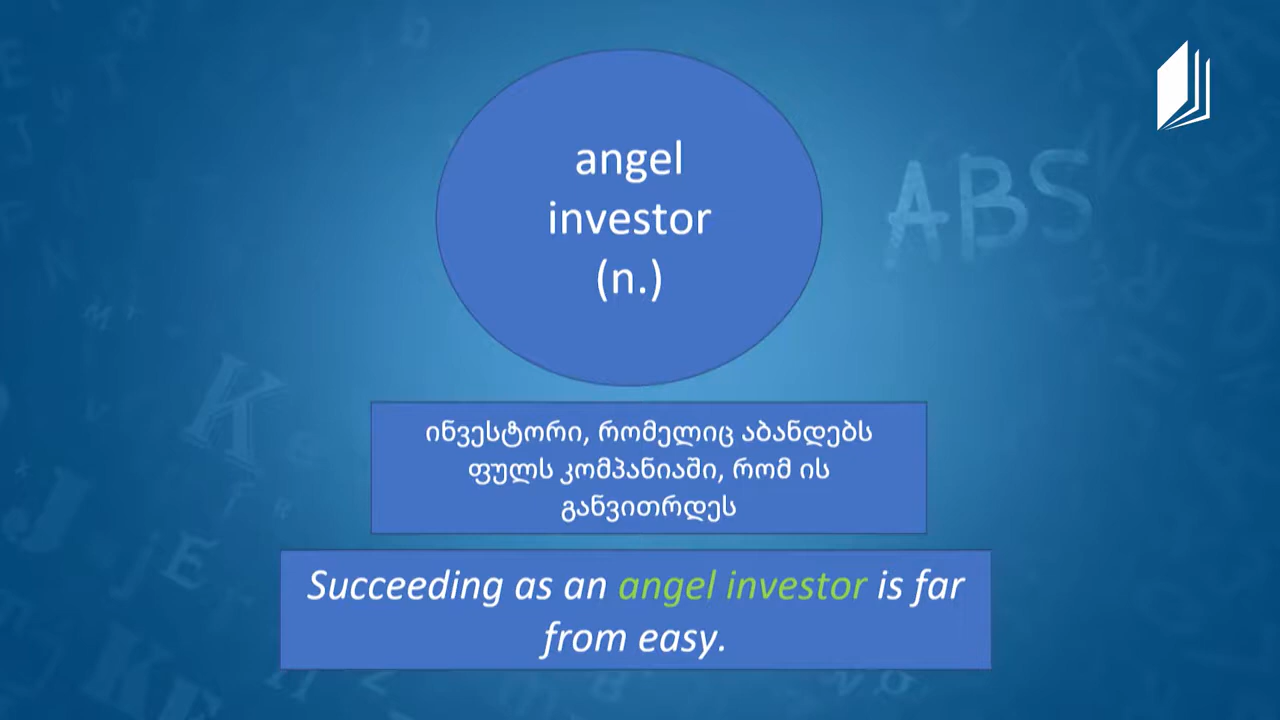 angel
investor
(n.)
ABS
ინვესტორი, რომელიც აბანდებს
ფულს კომპანიაში, რომ ის
განვითრდეს
Succeeding as an angel investor is far
from easy.